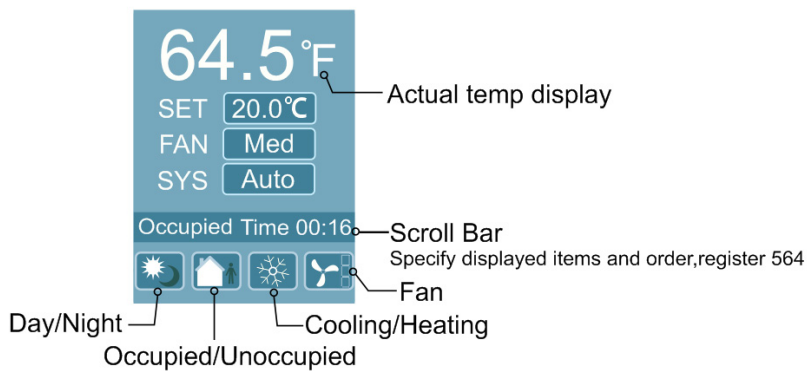 64.5°F
Actual temp display
SET 20.0℃
FAN Med
SYS Auto
Occupied Time 00:16
Scroll Bar
Specify displayed items and order,register 564
Fan
Day/Night
Cooling/Heating
Occupied/Unoccupied